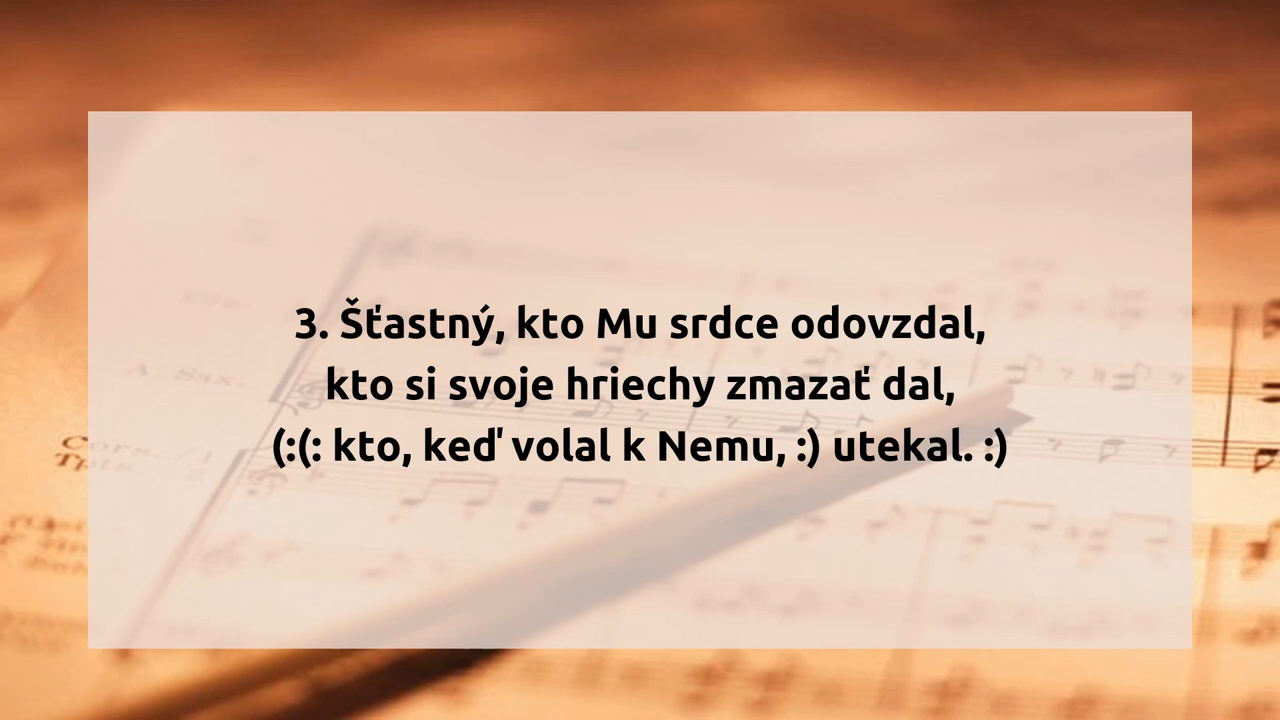 3. Šťastný, kto Mu srdce odovzdal,
kto si svoje hriechy zmazať dal,
(:(: kto, keď volal k Nemu, :) utekal. :)